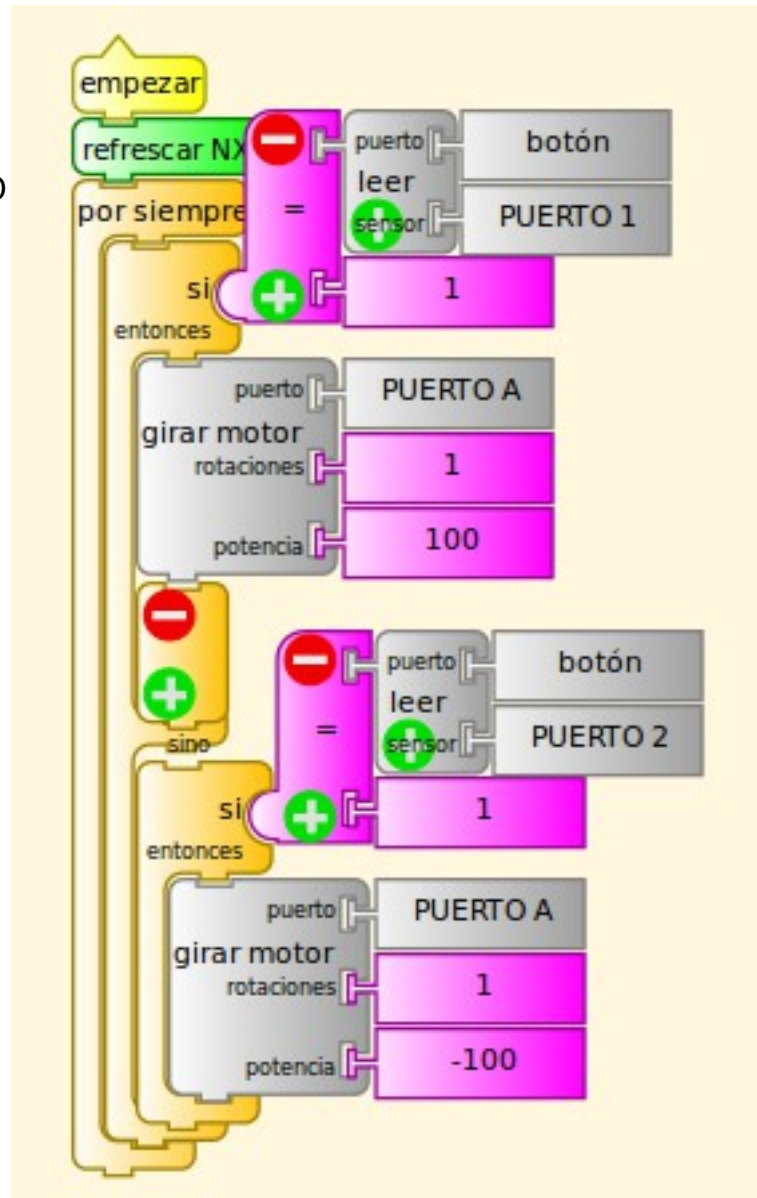 empezar
refrescar NX
por siempre
=
puerto
botón
leer
sensor
PUERTO 1
si
1
entonces
puerto
PUERTO A
girar motor
rotaciones
1
potencia
100
sino
=
puerto
botón
leer
sensor
PUERTO 2
si
1
entonces
puerto
PUERTO A
girar motor
rotaciones
1
potencia
-100